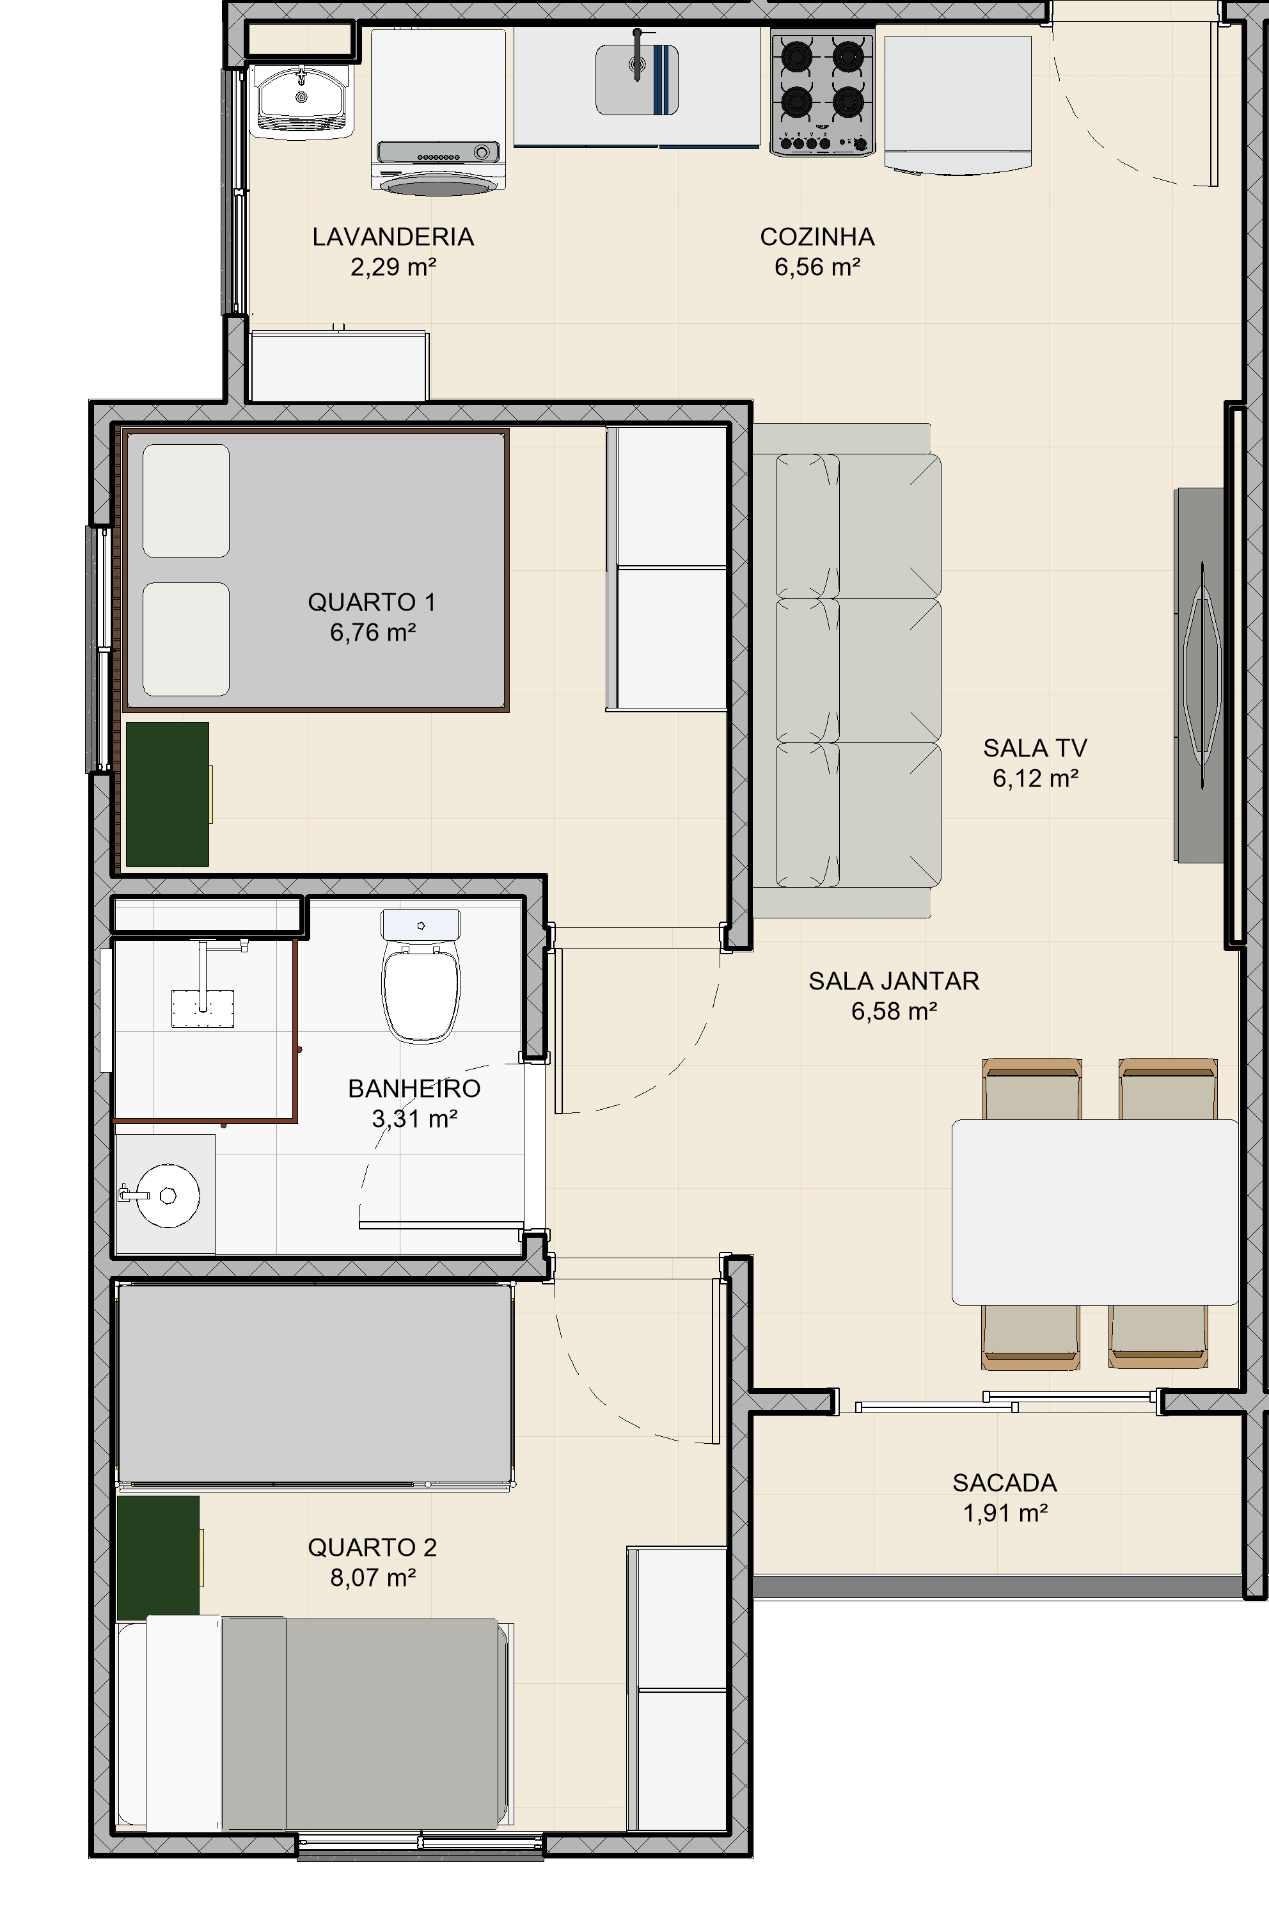 LAVANDERIA
2,29 m²
COZINHA
6,56 m²
QUARTO 1
6,76 m²
SALA TV
6,12 m²
SALA JANTAR
6,58 m²
BANHEIRO
3,31 m²
SACADA
1,91 m²
QUARTO 2
8,07 m²